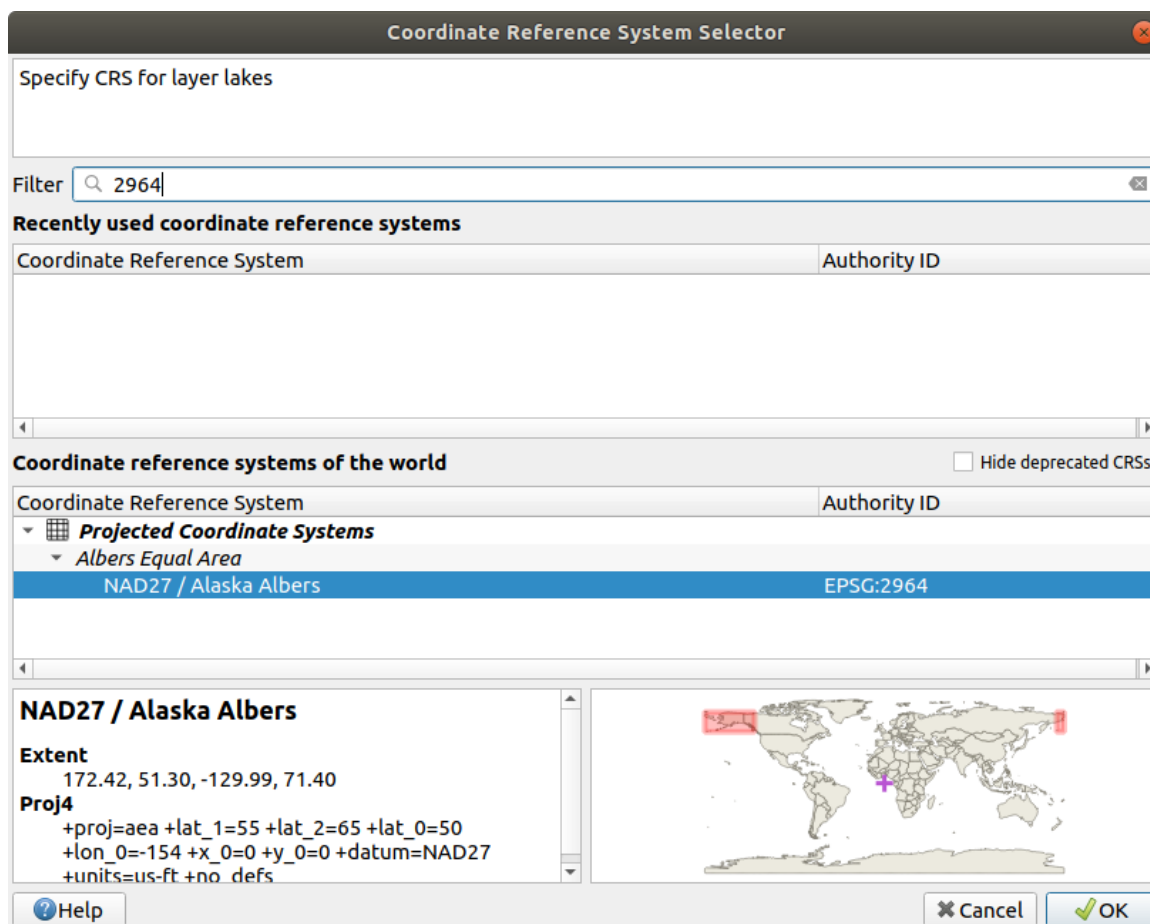 Coordinate Reference System Selector
Specify CRS for layer lakes
Filter 2964
Recently used coordinate reference systems
Coordinate Reference System Authority ID
Coordinate reference systems of the world Hide deprecated CRSs
Coordinate Reference System Authority ID
Projected Coordinate Systems
Albers Equal Area
NAD27 / Alaska Albers EPSG:2964
NAD27 / Alaska Albers
Extent
172.42, 51.30, -129.99, 71.40
Proj4
+proj=aea +lat_1=55 +lat_2=65 +lat_0=50
+lon_0=-154 +x_0=0 +y_0=0 +datum=NAD27
+units=us-ft +no_defs
Help Cancel OK